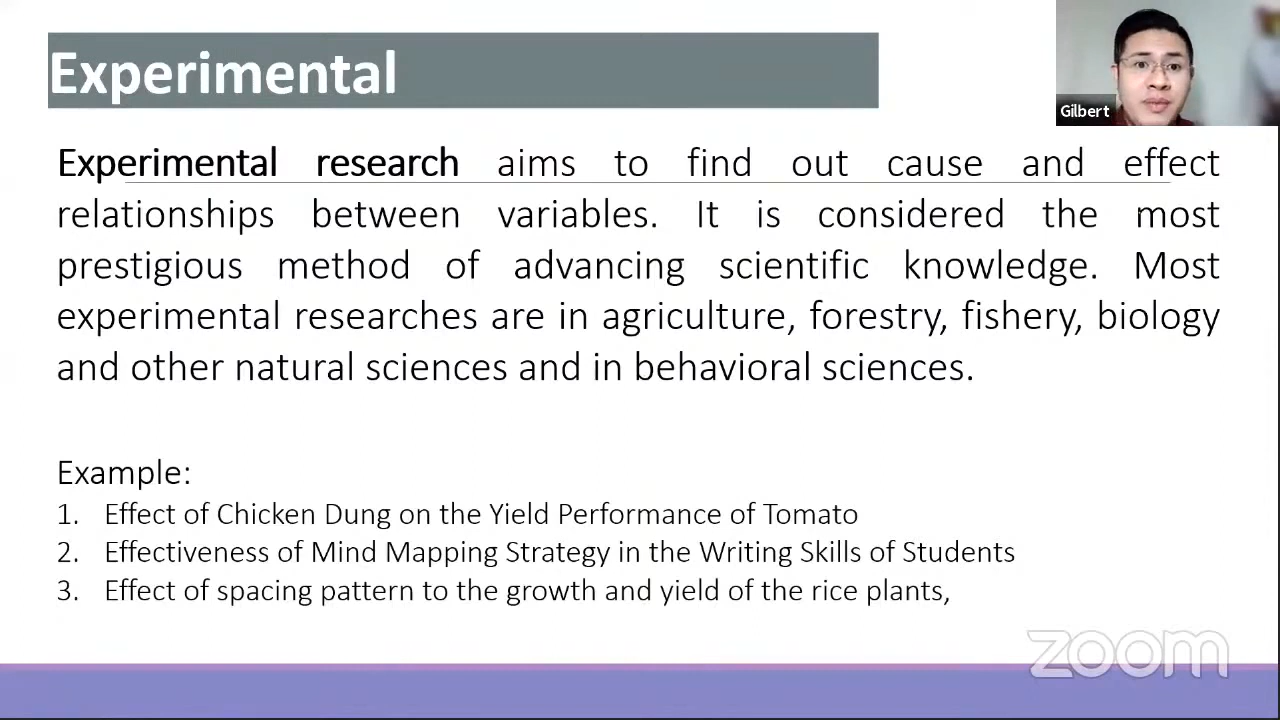 Experimental
Gilbert
Experimental research aims to find out cause and effect
relationships between variables. It is considered the most
prestigious method of advancing scientific knowledge. Most
experimental researches are in agriculture, forestry, fishery, biology
and other natural sciences and in behavioral sciences.
Example:
1. Effect of Chicken Dung on the Yield Performance of Tomato
2. Effectiveness of Mind Mapping Strategy in the Writing Skills of Students
3. Effect of spacing pattern to the growth and yield of the rice plants,
zoom